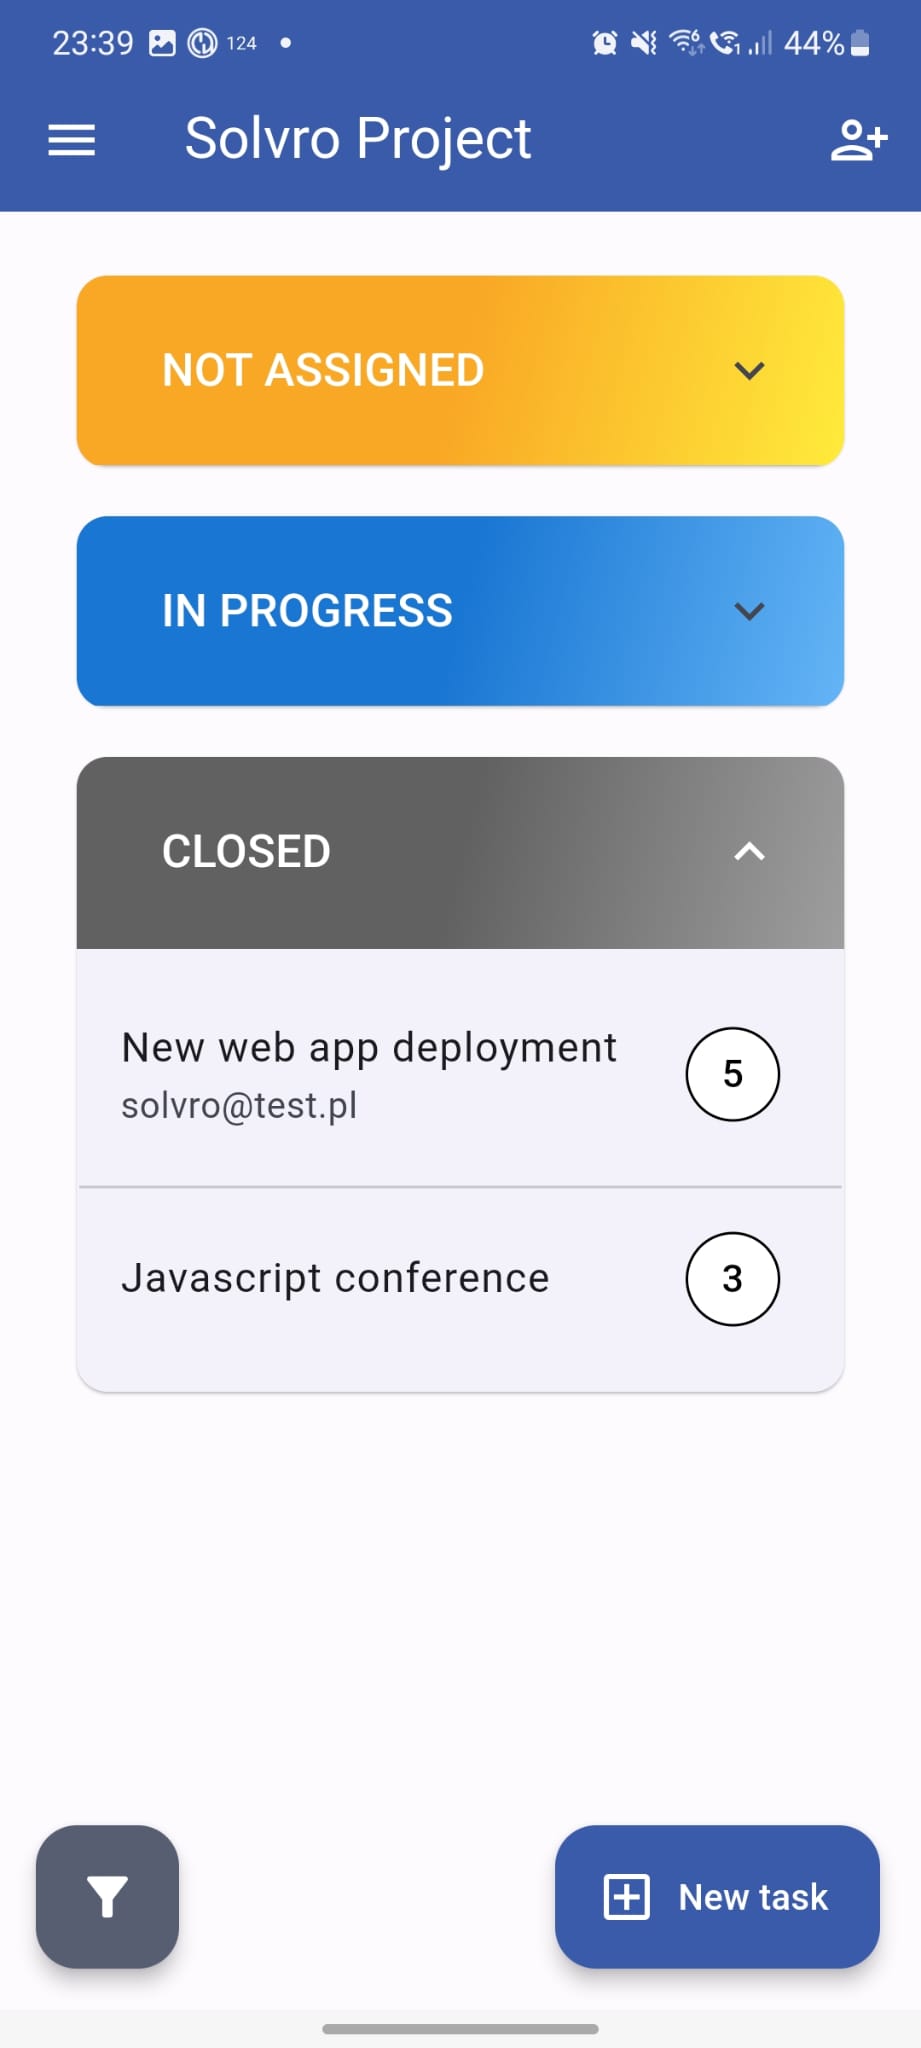 23:39 124 44%
Solvro Project
NOT ASSIGNED
IN PROGRESS
CLOSED
New web app deployment
5
solvro@test.pl
Javascript conference
3
New task